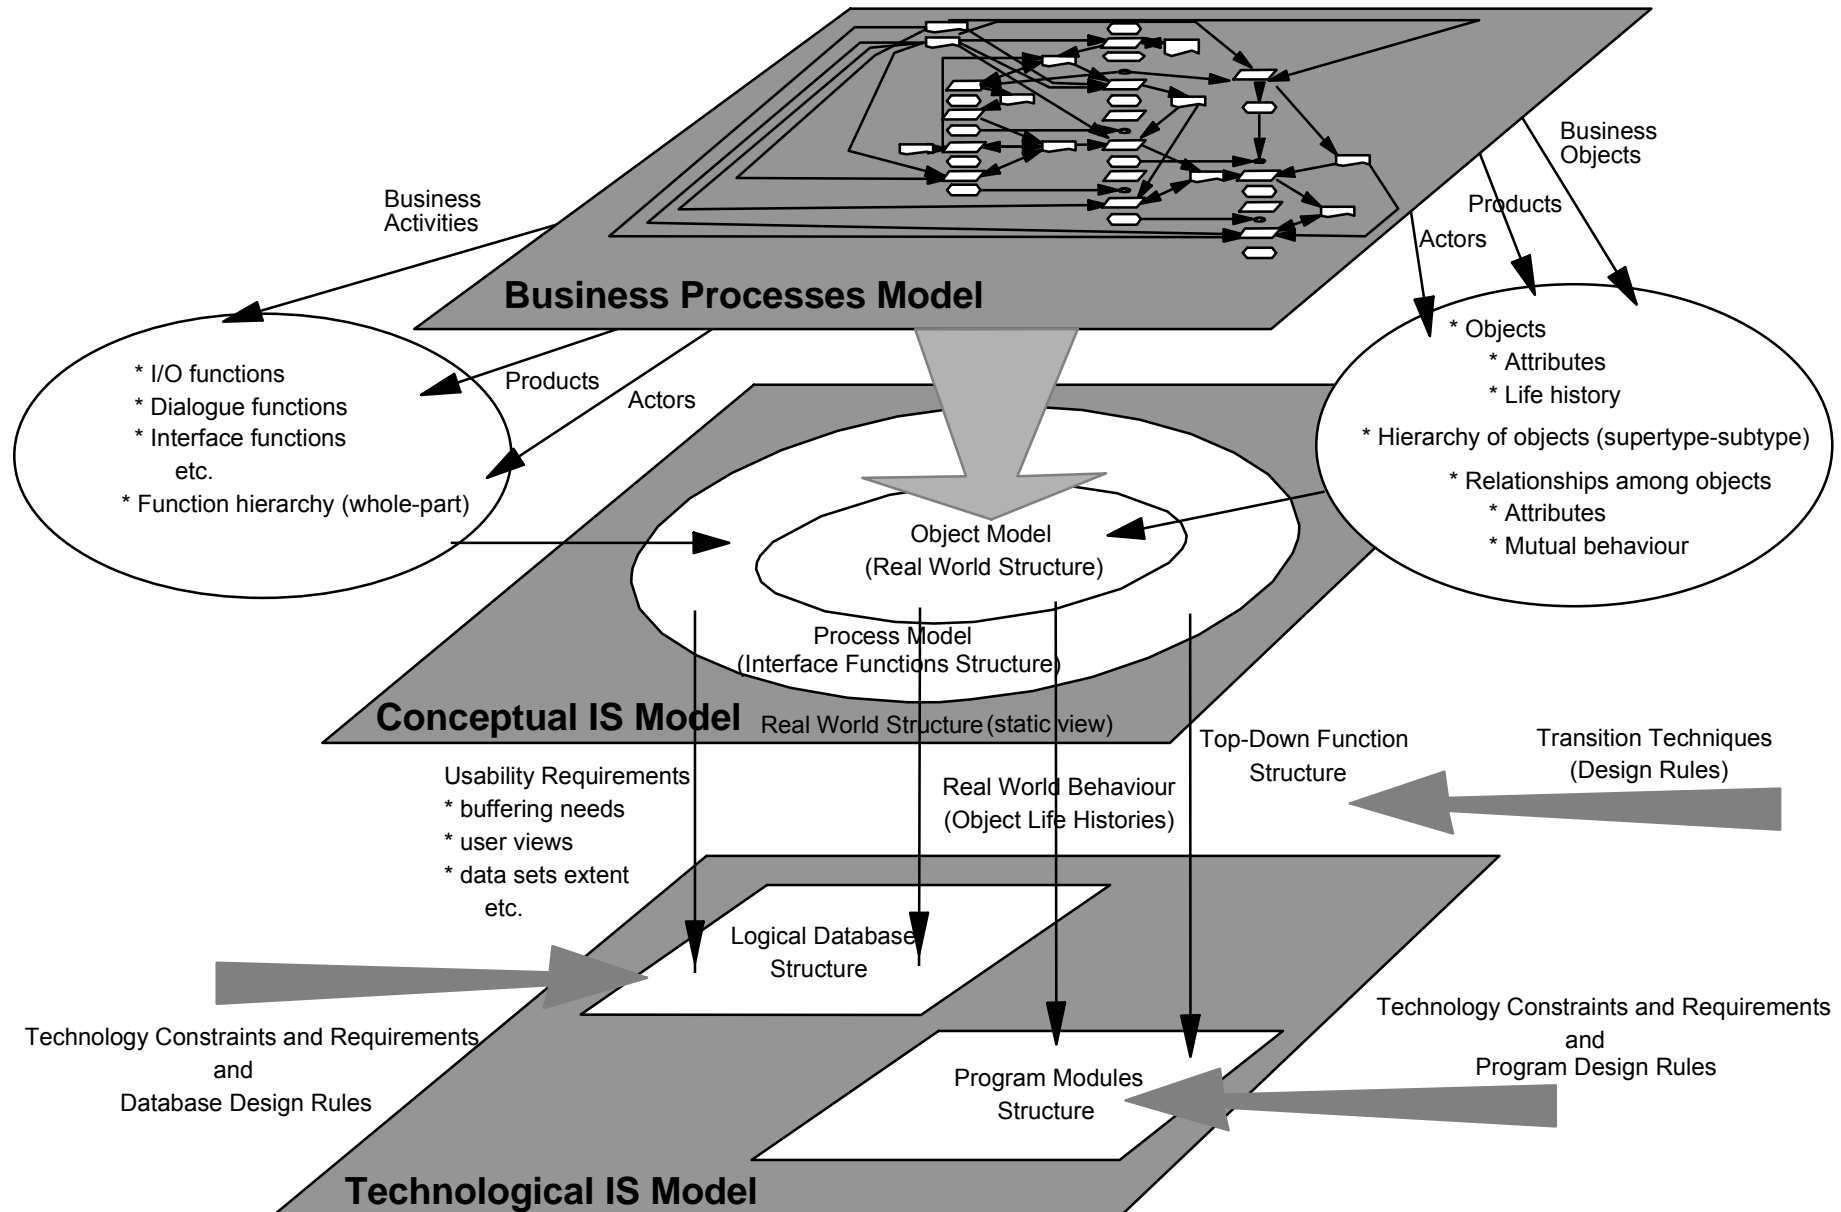 Business
Objects
Business
Activities
Products
Actors
Business Processes Model
* I/O functions
* Dialogue functions
* Interface functions
etc.
* Function hierarchy (whole-part)
Products
Actors
* Objects
* Attributes
* Life history
* Hierarchy of objects (supertype-subtype)
* Relationships among objects
* Attributes
* Mutual behaviour
Object Model
(Real World Structure)
Process Model
(Interface Functions Structure)
Conceptual IS Model
Real World Structure (static view)
Usability Requirements
* buffering needs
* user views
* data sets extent
etc.
Real World Behaviour
(Object Life Histories)
Top-Down Function
Structure
Transition Techniques
(Design Rules)
Logical Database
Structure
Technology Constraints and Requirements
and
Database Design Rules
Program Modules
Structure
Technology Constraints and Requirements
and
Program Design Rules
Technological IS Model